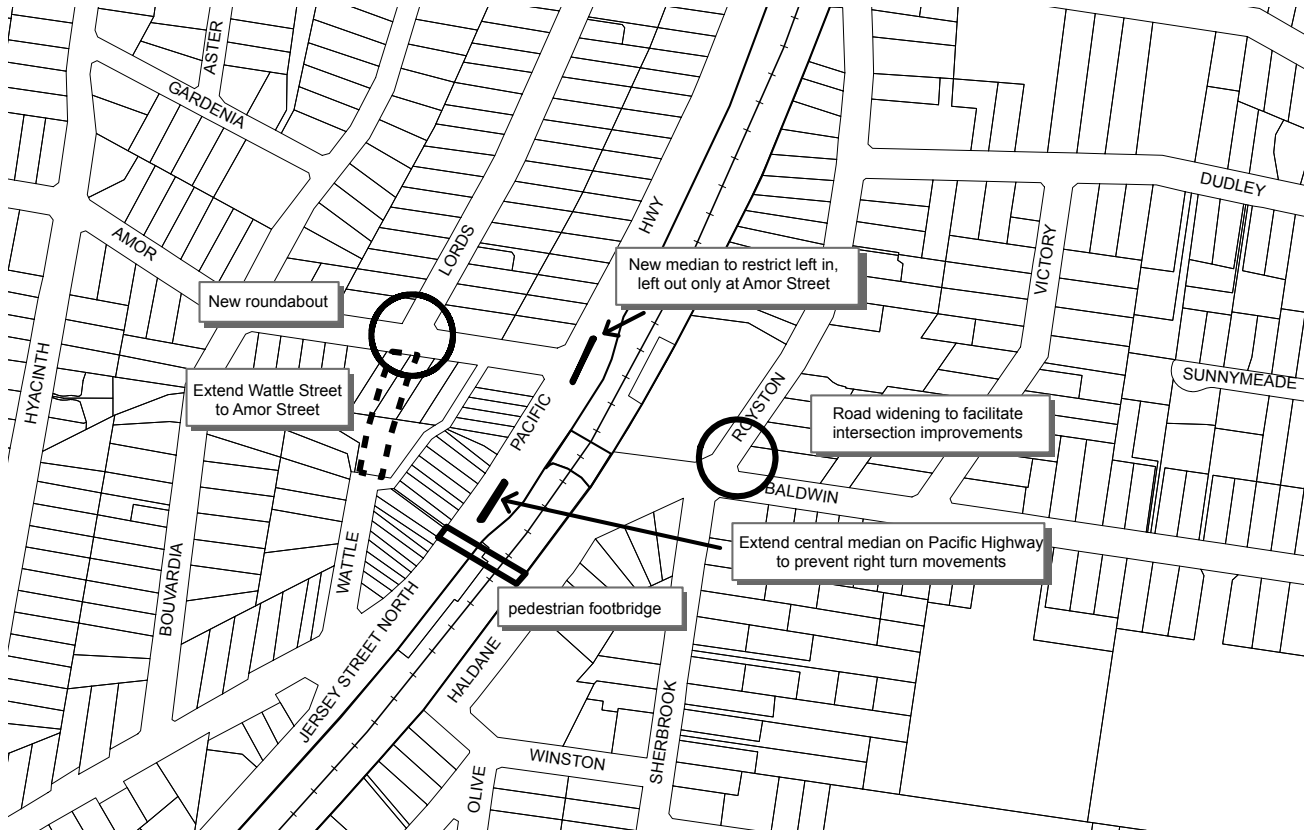 ASTER
GARDENIA
DUDLEY
AMOR
LORDS
HWY
VICTORY
New median to restrict left in,
left out only at Amor Street
New roundabout
HYACINTH
Extend Wattle Street
to Amor Street
SUNNYMEADE
PACIFIC
ROYSTON
Road widening to facilitate
intersection improvements
BALDWIN
Extend central median on Pacific Highway
to prevent right turn movements
WATTLE
BOUVARDIA
pedestrian footbridge
JERSEY STREET NORTH
HALDANE
SHERBROOK
WINSTON
OLIVE